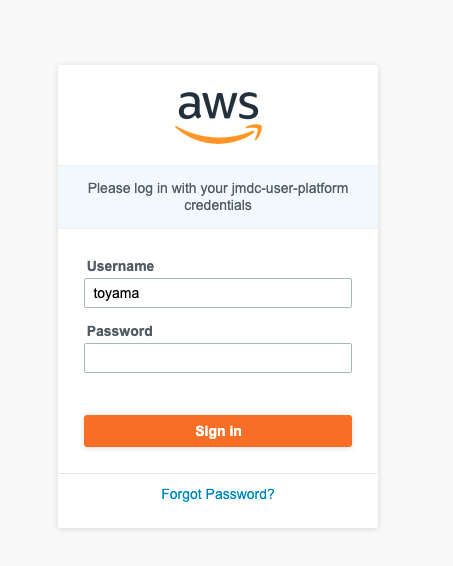 aws
Please log in with your jmdc-user-platform
credentials
Username
toyama
Password
Sign in
Forgot Password?